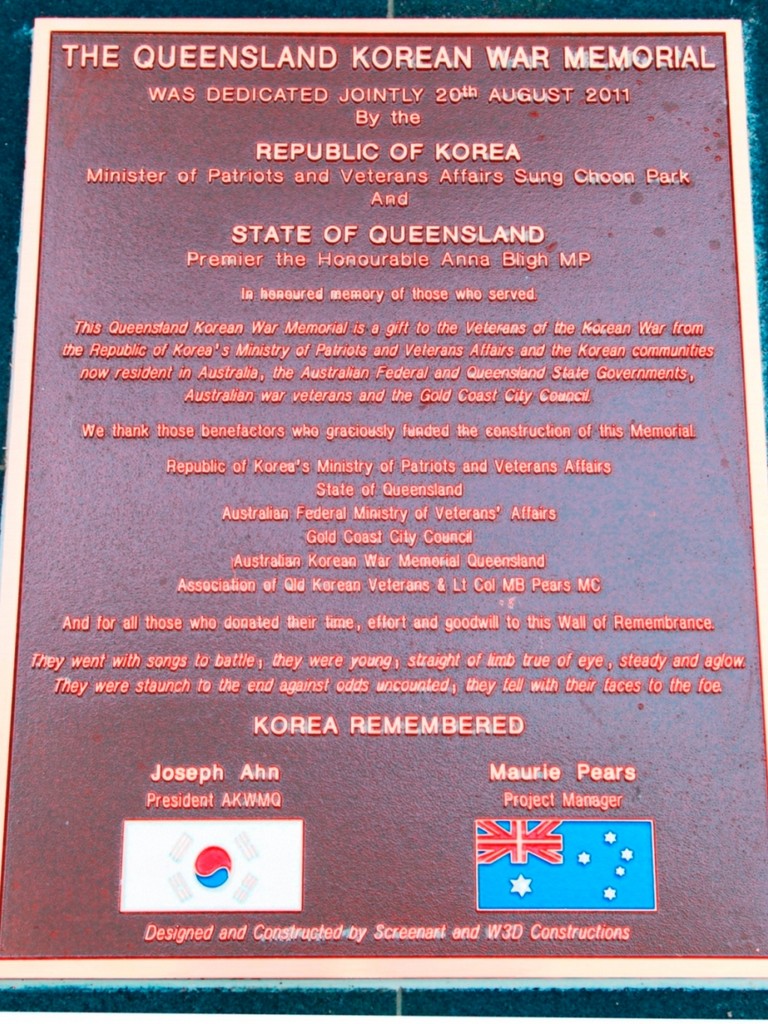 THE QUEENSLAND KOREAN WAR MEMORIAL
WAS DEDICATED JOINTLY 20th AUGUST 2011
By the
REPUBLIC OF KOREA
Minister of Patriots and Veterans Affairs Sung Choon Park
And
STATE OF QUEENSLAND
Premier the Honourable Anna Bligh MP
In honoured memory of those who served.
This Queensland Korean War Memorial is a gift to the Veterans of the Korean War from
the Republic of Korea's Ministry of Patriots and Veterans Affairs and the Korean communities
now resident in Australia, the Australian Federal and Queensland State Governments,
Australian war veterans and the Gold Coast City Council.
We thank those benefactors who graciously funded the construction of this Memorial.
Republic of Korea's Ministry of Patriots and Veterans Affairs
State of Queensland
Australian Federal Ministry of Veterans' Affairs
Gold Coast City Council
Australian Korean War Memorial Queensland
Association of Qld Korean Veterans & Lt Col MB Pears MC
And for all those who donated their time, effort and goodwill to this Wall of Remembrance.
They went with songs to battle, they were young, straight of limb true of eye, steady and aglow.
They were staunch to the end against odds uncounted, they fell with their faces to the foe.
KOREA REMEMBERED
Joseph Ahn
President AKWMQ
Maurie Pears
Project Manager
Designed and Constructed by Screenart and W3D Constructions